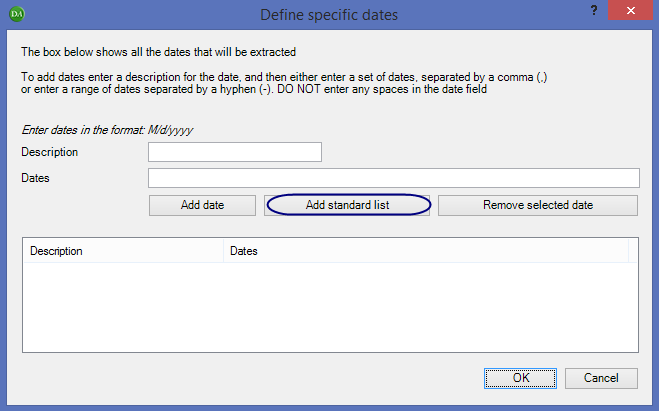 DA
Define specific dates
?
The box below shows all the dates that will be extracted
To add dates enter a description for the date, and then either enter a set of dates, separated by a comma (,)
or enter a range of dates separated by a hyphen (-). DO NOT enter any spaces in the date field
Enter dates in the format: M/d/yyyy
Description
Dates
Add date Add standard list Remove selected date
Description Dates
OK Cancel